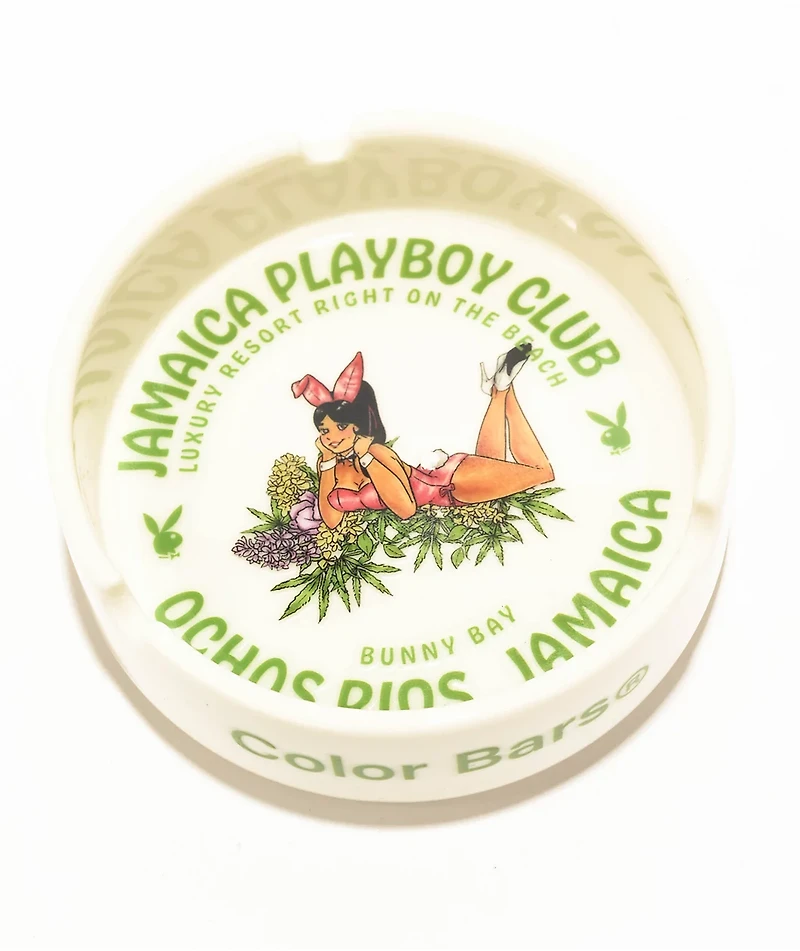 JAMAICA PLAYBOY CLUB
LUXURY RESORT RIGHT ON THE BEACH
BUNNY BAY
OCHOS RIOS JAMAICA
Color Bars®